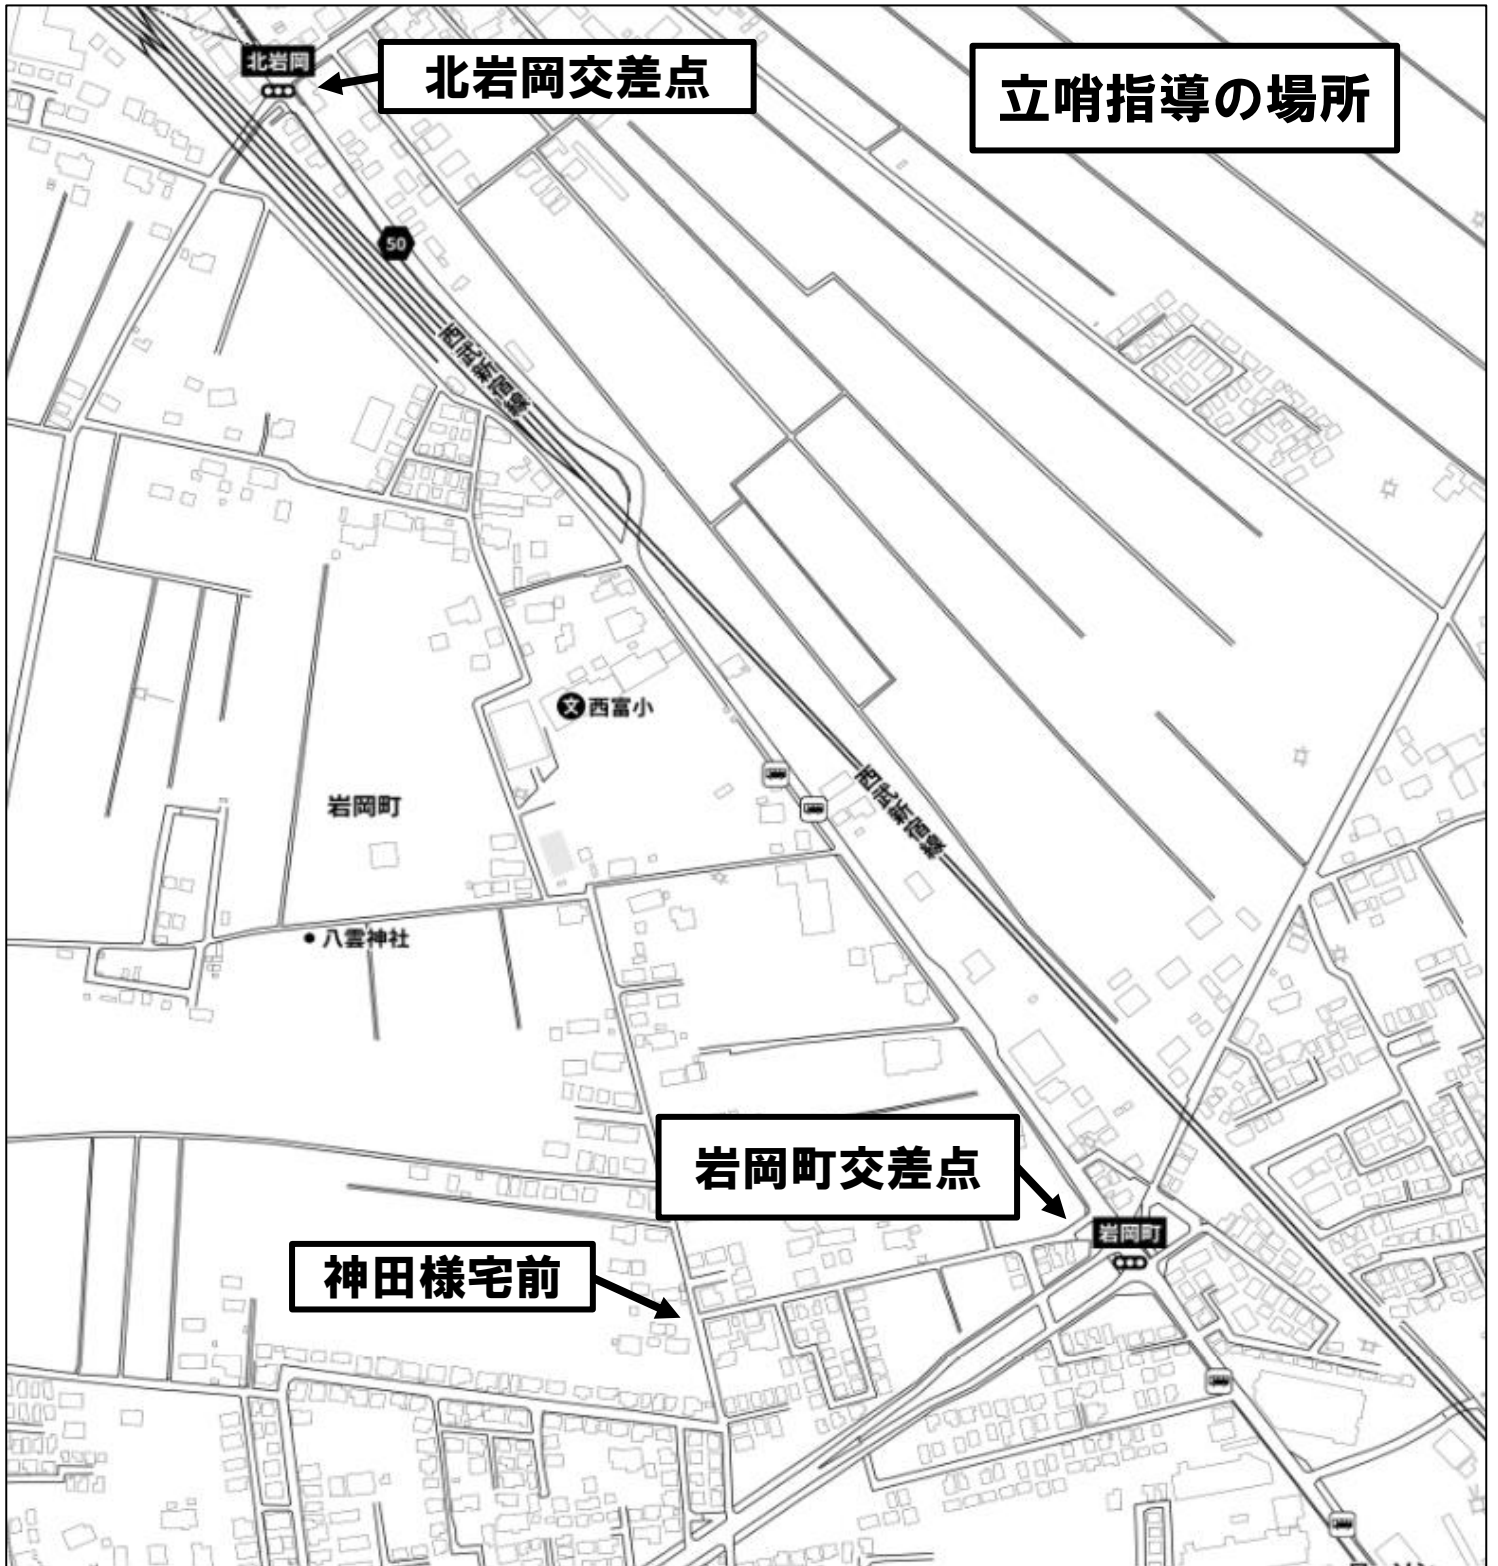 北岩岡
北岩岡交差点
立哨指導の場所
50
西武新宿線
文 西富小
西武新宿線
岩岡町
八雲神社
岩岡町交差点
岩岡町
神田様宅前